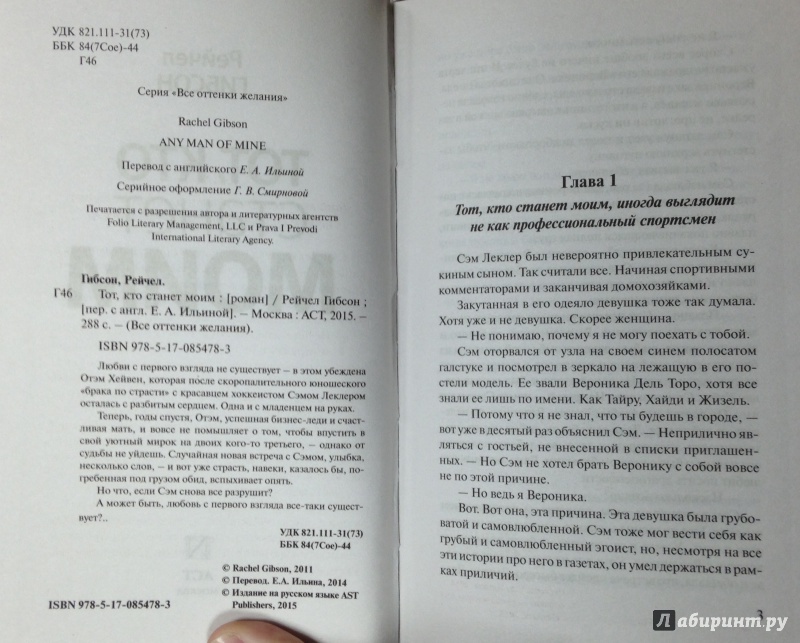 УДК 821.111-31(73)
ББК 84(7Сое)-44
Г46
Серия «Все оттенки желания»
Rachel Gibson
ANY MAN OF MINE
Перевод с английского Е. А. Ильиной
Серийное оформление Г. В. Смирновой
Печатается с разрешения автора и литературных агентств
Folio Literary Management, LLC и Prava I Prevodi
International Literary Agency.
Гибсон, Рейчел.
Г46 Тот, кто станет моим : [роман] / Рейчел Гибсон ;
[пер. с англ. Е. А. Ильиной]. — Москва : АСТ, 2015. —
288 с. — (Все оттенки желания).
ISBN 978-5-17-085478-3
Любви с первого взгляда не существует – в этом убеждена
Отэм Хейвен, которая после скоропалительного юношеского
«брака по страсти» с красавцем хоккеистом Сэмом Леклером
осталась с разбитым сердцем. Одна и с младенцем на руках.
Теперь, годы спустя, Отэм, успешная бизнес-леди и счаст-
ливая мать, и вовсе не помышляет о том, чтобы впустить в
свой уютный мирок на двоих кого-то третьего, – однако от
судьбы не уйдешь. Случайная новая встреча с Сэмом, улыбка,
несколько слов, – и вот уже страсть, навеки, казалось бы, по-
гребенная под грузом обид, вспыхивает опять.
Но что, если Сэм снова все разрушит?
А может быть, любовь с первого взгляда все-таки сущест-
вует?..
УДК 821.111-31(73)
ББК 84(7Сое)-44
© Rachel Gibson, 2011
© Перевод. Е.А. Ильина, 2014
© Издание на русском языке AST
Publishers, 2015
ISBN 978-5-17-085478-3
Глава 1
Тот, кто станет моим, иногда выглядит
не как профессиональный спортсмен
Сэм Леклер был невероятно привлекательным су-
киным сыном. Так считали все. Начиная спортивными
комментаторами и заканчивая домохозяйками.
Закутанная в его одеяло девушка тоже так думала.
Хотя уже и не девушка. Скорее женщина.
— Не понимаю, почему я не могу поехать с тобой.
Сэм оторвался от узла на своем синем полосатом
галстуке и посмотрел в зеркало на лежащую в его по-
стели модель. Ее звали Вероника Дель Торо, хотя все
знали ее лишь по имени. Как Тайру, Хайди и Жизель.
— Потому что я не знал, что ты будешь в городе, —
вот уже в десятый раз объяснил Сэм. — Неприлично яв-
ляться с гостьей, не внесенной в списки приглашен-
ных. — Но Сэм не хотел брать Веронику с собой вовсе
не по этой причине.
— Но ведь я Вероника.
Вот. Вот она, эта причина. Эта девушка была грубо-
ватой и самовлюбленной. Сэм тоже мог вести себя как
грубый и самовлюбленный эгоист, но, несмотря на все
эти истории про него в газетах, он умел держаться в рам-
ках приличий.
3
Лабиринт.ру